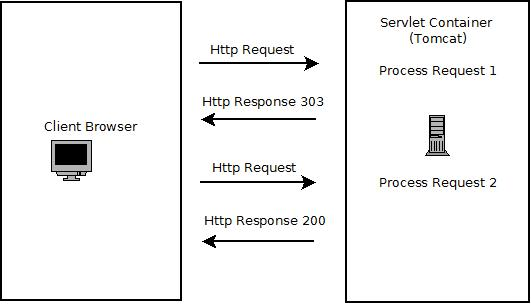 Servlet Container
(Tomcat)
Http Request
Process Request 1
Http Response 303
Client Browser
Http Request
Process Request 2
Http Response 200